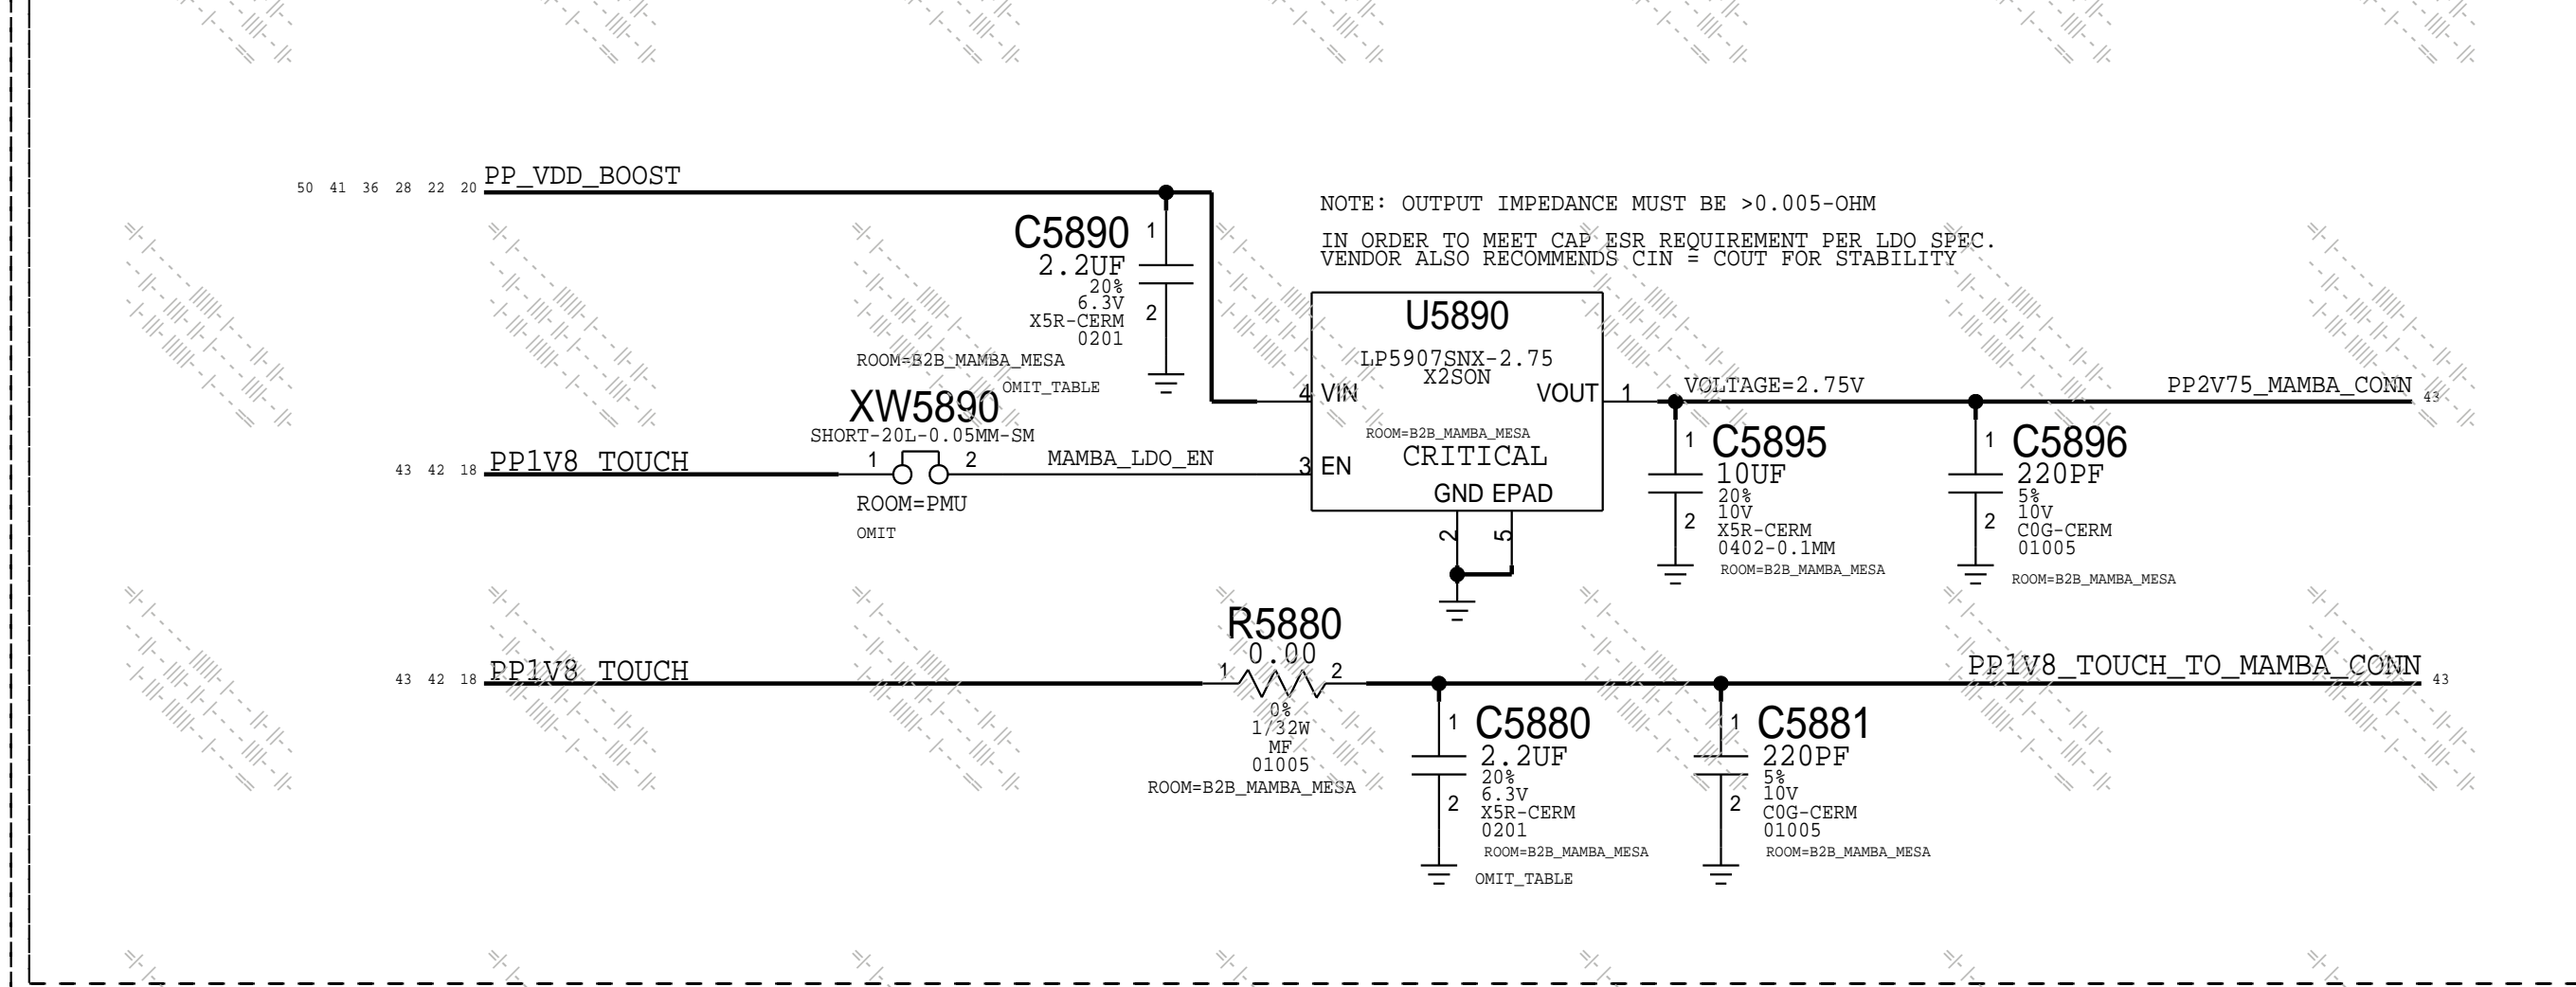 50 41 36 28 22 20 PP_VDD_BOOST
NOTE: OUTPUT IMPEDANCE MUST BE >0.005-OHM
IN ORDER TO MEET CAP ESR REQUIREMENT PER LDO SPEC.
VENDOR ALSO RECOMMENDS CIN = COUT FOR STABILITY
C5890
1
2.2UF
20%
6.3V
2
X5R-CERM
0201
ROOM=B2B_MAMBA_MESA
OMIT_TABLE
U5890
LP5907SNX-2.75
X2SON
4 VIN
VOUT 1
ROOM=B2B_MAMBA_MESA
CRITICAL
3 EN
GND EPAD
2 5
VOLTAGE=2.75V
PP2V75_MAMBA_CONN 43
XW5890
SHORT-20L-0.05MM-SM
43 42 18 PP1V8_TOUCH
1 2
MAMBA_LDO_EN
ROOM=PMU
OMIT
1 C5895
10UF
20%
10V
2
X5R-CERM
0402-0.1MM
ROOM=B2B_MAMBA_MESA
1 C5896
220PF
5%
10V
2
C0G-CERM
01005
ROOM=B2B_MAMBA_MESA
R5880
0.00
43 42 18 PP1V8_TOUCH
1 2
0%
1/32W
MF
01005
ROOM=B2B_MAMBA_MESA
PP1V8_TOUCH_TO_MAMBA_CONN 43
1 C5880
2.2UF
20%
6.3V
2
X5R-CERM
0201
ROOM=B2B_MAMBA_MESA
OMIT_TABLE
1 C5881
220PF
5%
10V
2
C0G-CERM
01005
ROOM=B2B_MAMBA_MESA